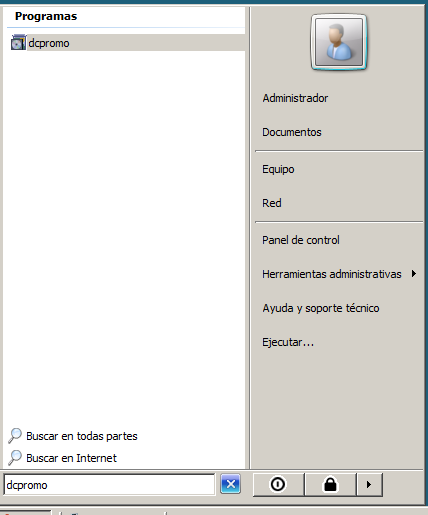 Programas
dcpromo
Buscar en todas partes
Buscar en Internet
dcpromo
Administrador
Documentos
Equipo
Red
Panel de control
Herramientas administrativas
Ayuda y soporte técnico
Ejecutar...